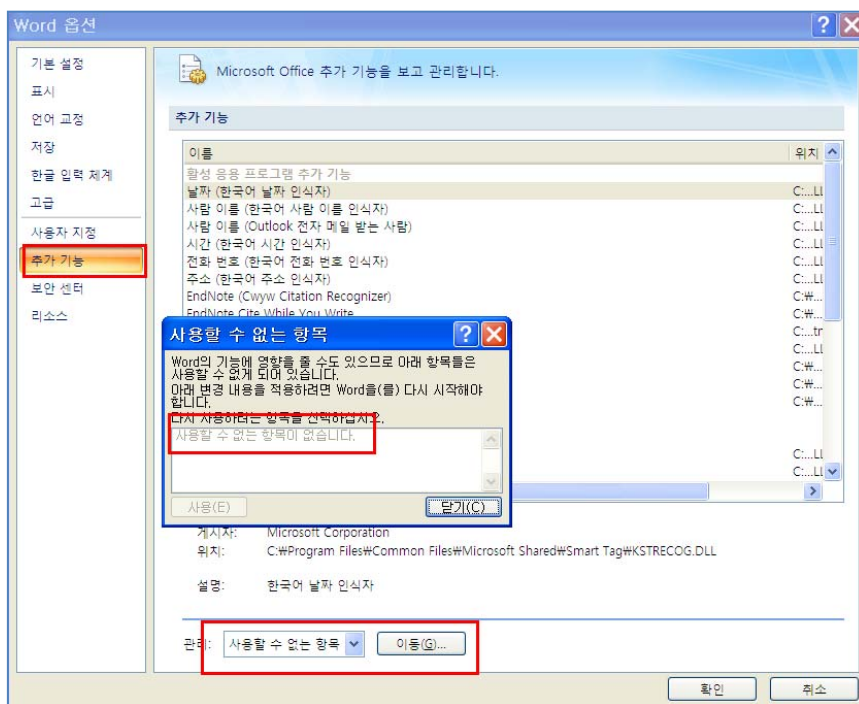 Word 옵션
기본 설정
표시
언어 교정
저장
한글 입력 체계
고급
사용자 지정
추가 기능
보안 센터
리소스
Microsoft Office 추가 기능을 보고 관리합니다.
추가 기능
이름 위치
활성 응용 프로그램 추가 기능
날짜 (한국어 날짜 인식자) C:...LL
사람 이름 (한국어 사람 이름 인식자) C:...LL
사람 이름 (Outlook 전자 메일 받는 사람) C:...LL
시간 (한국어 시간 인식자) C:...LL
전화 번호 (한국어 전화 번호 인식자) C:...LL
주소 (한국어 주소 인식자) C:...LL
EndNote (Cwyw Citation Recognizer) C:₩...
EndNote Cite While You Write C:₩...
C:...tr
C:...LL
C:₩...
C:₩...
C:₩...
C:...LL
C:...LL
사용할 수 없는 항목
Word의 기능에 영향을 줄 수도 있으므로 아래 항목들은
사용할 수 없게 되어 있습니다.
아래 변경 내용을 적용하려면 Word을(를) 다시 시작해야
합니다.
다시 사용하려는 항목을 선택하십시오.
사용할 수 없는 항목이 없습니다.
사용(E)
닫기(C)
게시자: Microsoft Corporation
위치: C:₩Program Files₩Common Files₩Microsoft Shared₩Smart Tag₩KSTRECOG.DLL
설명: 한국어 날짜 인식자
관리: 사용할 수 없는 항목 이동(G)...
확인
취소